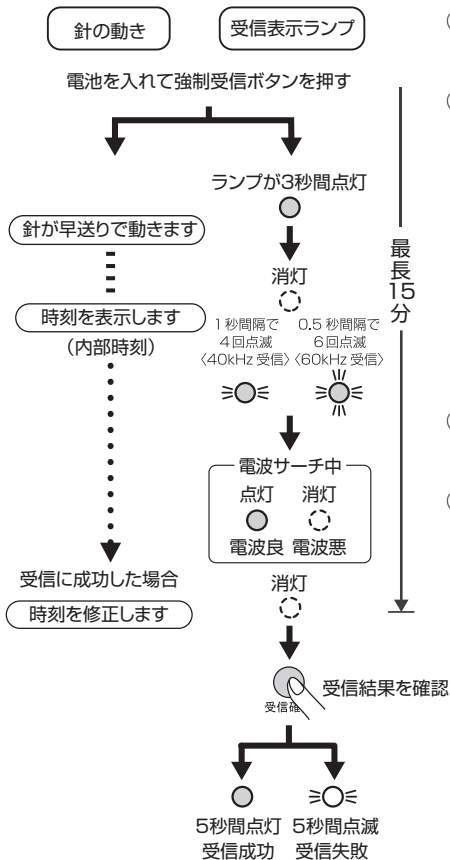 針の動き
受信表示ランプ
電池を入れて強制受信ボタンを押す
ランプが3秒間点灯
針が早送りで動きます
消灯
時刻を表示します
(内部時刻)
1秒間隔で
4回点滅
〈40kHz 受信〉
0.5秒間隔で
6回点滅
〈60kHz 受信〉
最長15分
電波サーチ中
点灯 消灯
電波良 電波悪
受信に成功した場合
時刻を修正します
消灯
受信確
受信結果を確認
5秒間点灯
受信成功
5秒間点滅
受信失敗